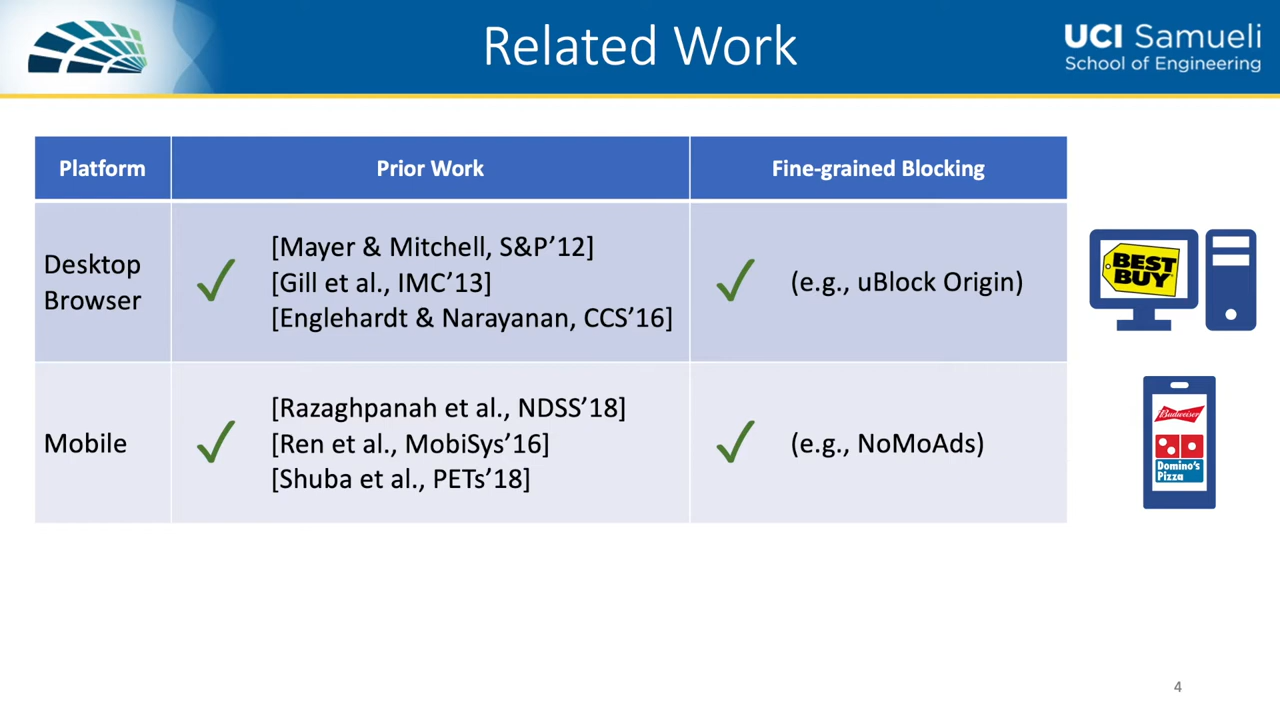 Related Work
UCI Samueli
School of Engineering
Platform
Prior Work
Fine-grained Blocking
Desktop
Browser
✓
[Mayer & Mitchell, S&P’12]
[Gill et al., IMC’13]
[Englehardt & Narayanan, CCS’16]
✓
(e.g., uBlock Origin)
BEST
BUY
Mobile
✓
[Razaghpanah et al., NDSS’18]
[Ren et al., MobiSys’16]
[Shuba et al., PETs’18]
✓
(e.g., NoMoAds)
Budweiser
Domino's
Pizza
4